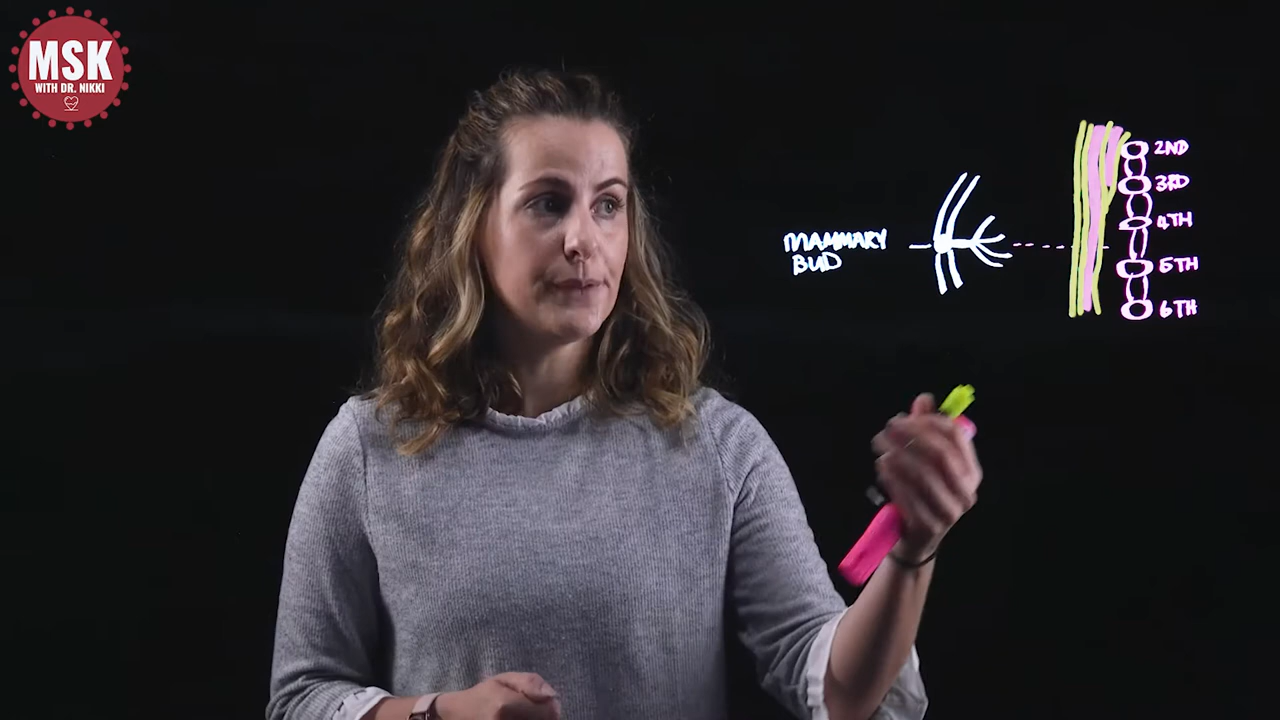 MSK
WITH DR. NIKKI
MAMMARY
BUD
2ND
3RD
4TH
5TH
6TH